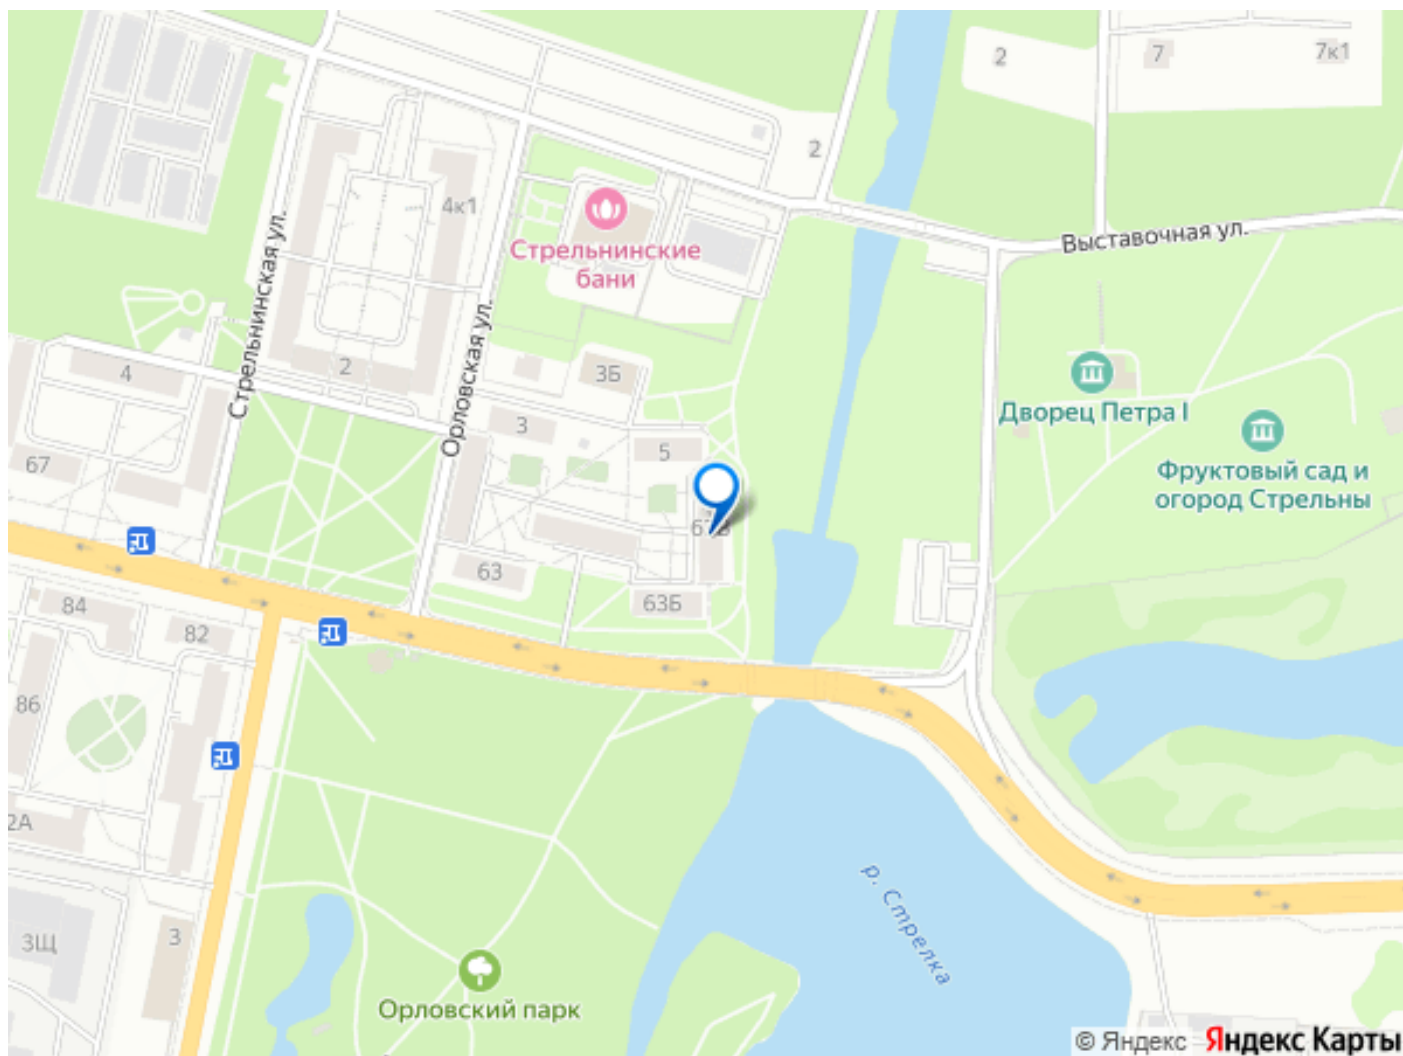 2
7
7к1
2
4к1
Стрельнинские
бани
Выставочная ул.
Стрельнинская ул.
Орловская ул.
4
2
3Б
Дворец Петра I
3
5
Фруктовый сад и
огород Стрельны
67
63
63Б
84
82
86
2А
3Щ
3
р. Стрелка
Орловский парк
© Яндекс Яндекс Карты